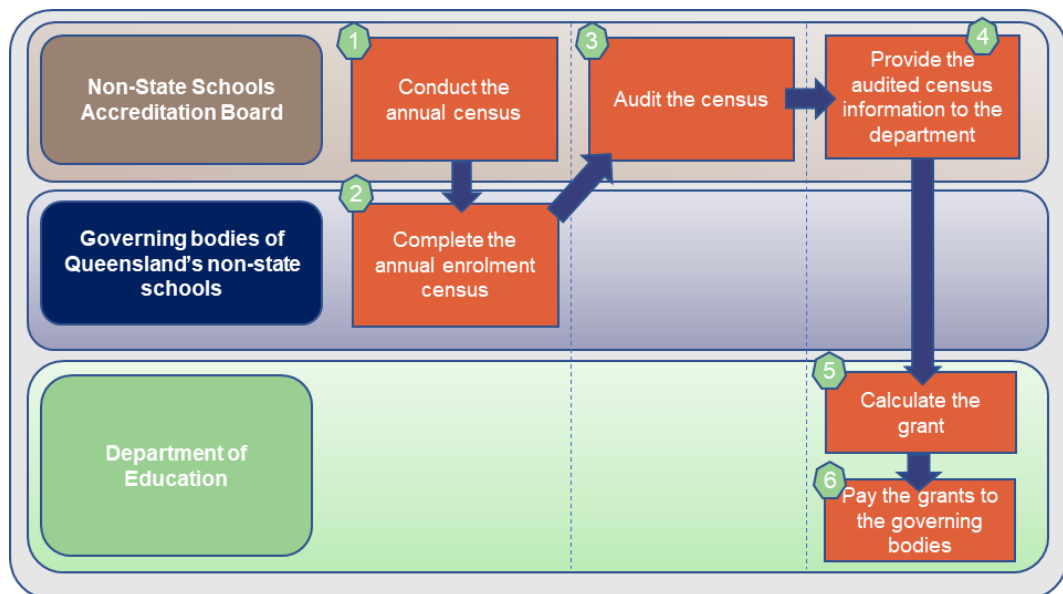 Non-State Schools
Accreditation Board
1
Conduct the
annual census
3
Audit the census
4
Provide the
audited census
information to the
department
Governing bodies of
Queensland’s non-state
schools
2
Complete the
annual enrolment
census
Department of
Education
5
Calculate the
grant
6
Pay the grants to
the governing
bodies